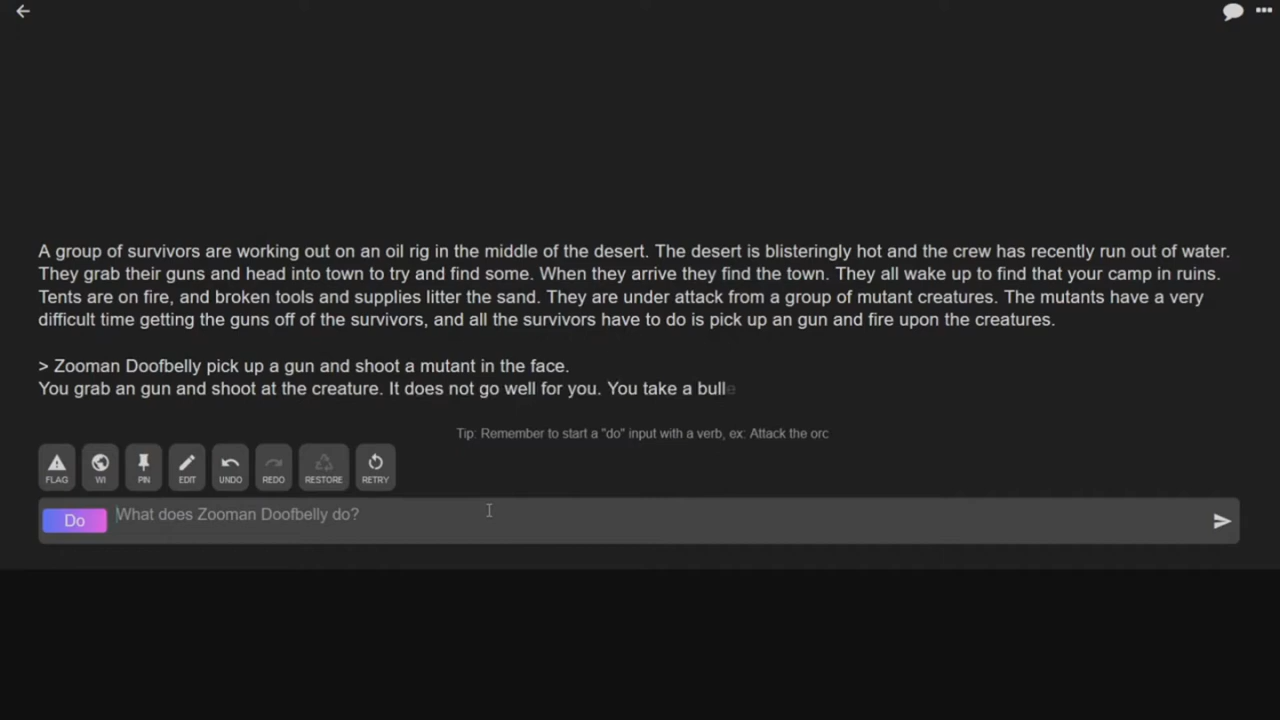 A group of survivors are working out on an oil rig in the middle of the desert. The desert is blisteringly hot and the crew has recently run out of water.
They grab their guns and head into town to try and find some. When they arrive they find the town. They all wake up to find that your camp in ruins.
Tents are on fire, and broken tools and supplies litter the sand. They are under attack from a group of mutant creatures. The mutants have a very
difficult time getting the guns off of the survivors, and all the survivors have to do is pick up an gun and fire upon the creatures.
> Zooman Doofbelly pick up a gun and shoot a mutant in the face.
You grab an gun and shoot at the creature. It does not go well for you. You take a bulle
Tip: Remember to start a "do" input with a verb, ex: Attack the orc
FLAG WI PIN EDIT UNDO REDO RESTORE RETRY
Do What does Zooman Doofbelly do?